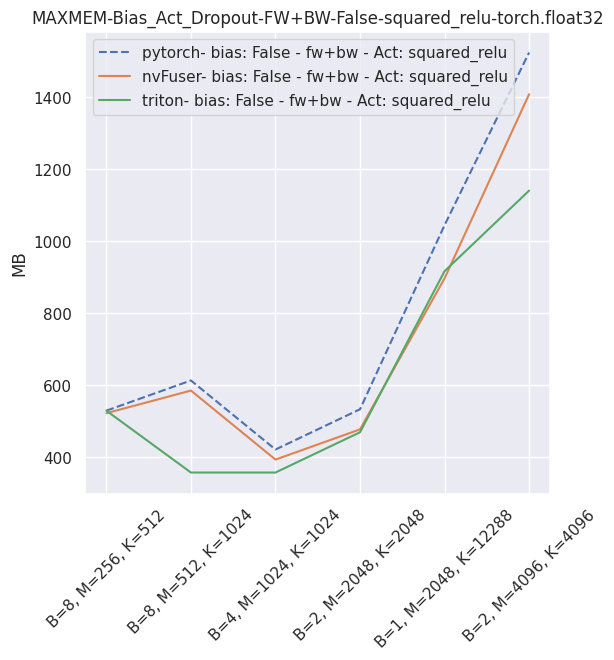 MAXMEM-Bias_Act_Dropout-FW+BW-False-squared_relu-torch.float32
pytorch- bias: False - fw+bw - Act: squared_relu
nvFuser- bias: False - fw+bw - Act: squared_relu
triton- bias: False - fw+bw - Act: squared_relu
MB
1400
1200
1000
800
600
400
B=8, M=256, K=512
B=8, M=512, K=1024
B=4, M=1024, K=1024
B=2, M=2048, K=2048
B=1, M=2048, K=12288
B=2, M=4096, K=4096